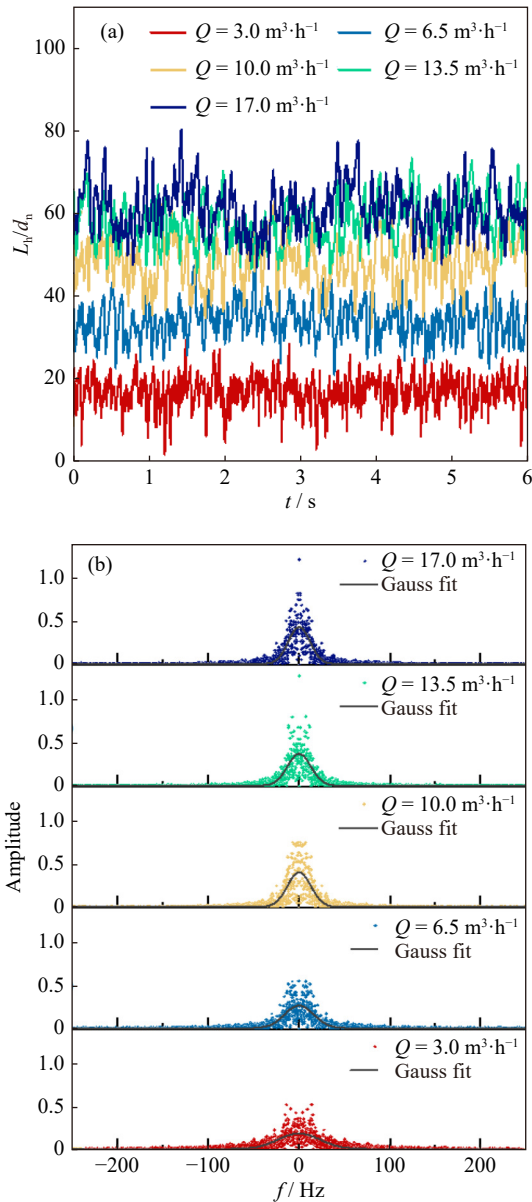 (a)
Q = 3.0 m³·h⁻¹ Q = 6.5 m³·h⁻¹
Q = 10.0 m³·h⁻¹ Q = 13.5 m³·h⁻¹
Q = 17.0 m³·h⁻¹
100
80
60
40
20
0
Lₕ/dₙ
0 1 2 3 4 5 6
t / s
(b)
Q = 17.0 m³·h⁻¹
Gauss fit
1.0
0.5
0
Q = 13.5 m³·h⁻¹
Gauss fit
1.0
0.5
0
Q = 10.0 m³·h⁻¹
Gauss fit
1.0
0.5
0
Q = 6.5 m³·h⁻¹
Gauss fit
1.0
0.5
0
Q = 3.0 m³·h⁻¹
Gauss fit
1.0
0.5
0
Amplitude
−200 −100 0 100 200
f / Hz